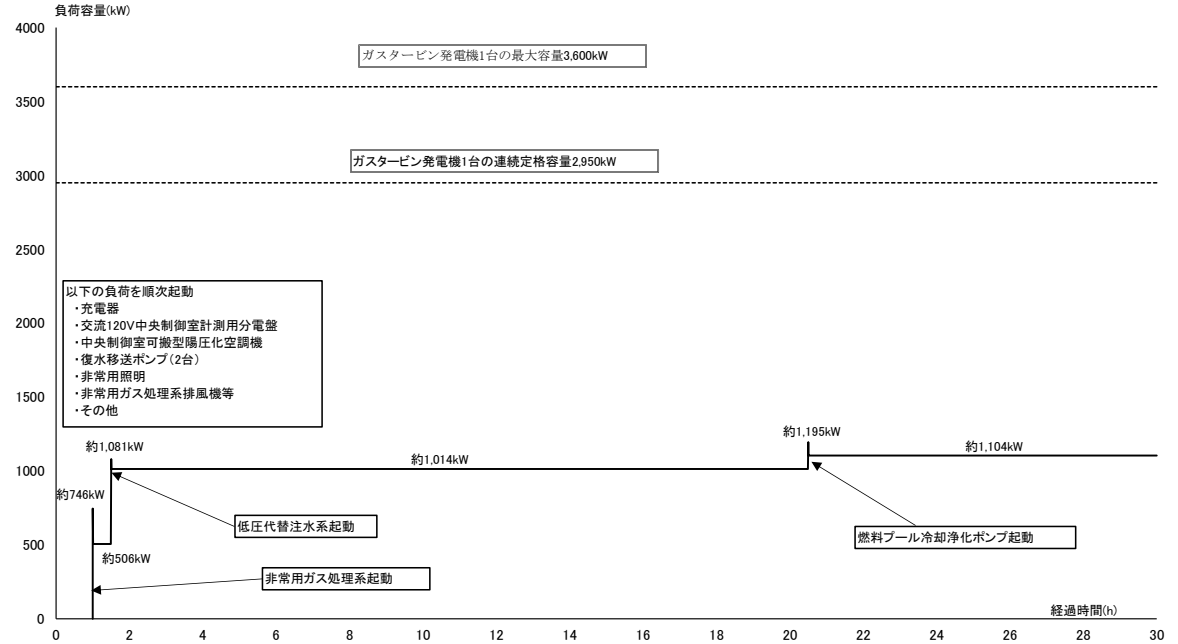 負荷容量(kW)
4000
ガスタービン発電機1台の最大容量3,600kW
3500
ガスタービン発電機1台の連続定格容量2,950kW
3000
2500
以下の負荷を順次起動
・充電器
・交流120V中央制御室計測用分電盤
・中央制御室可搬型陽圧化空調機
・復水移送ポンプ(2台)
・非常用照明
・非常用ガス処理系排風機等
・その他
2000
1500
約1,081kW
約1,195kW
約1,104kW
約1,014kW
1000
約746kW
低圧代替注水系起動
燃料プール冷却浄化ポンプ起動
500
約506kW
非常用ガス処理系起動
経過時間(h)
0
0 2 4 6 8 10 12 14 16 18 20 22 24 26 28 30